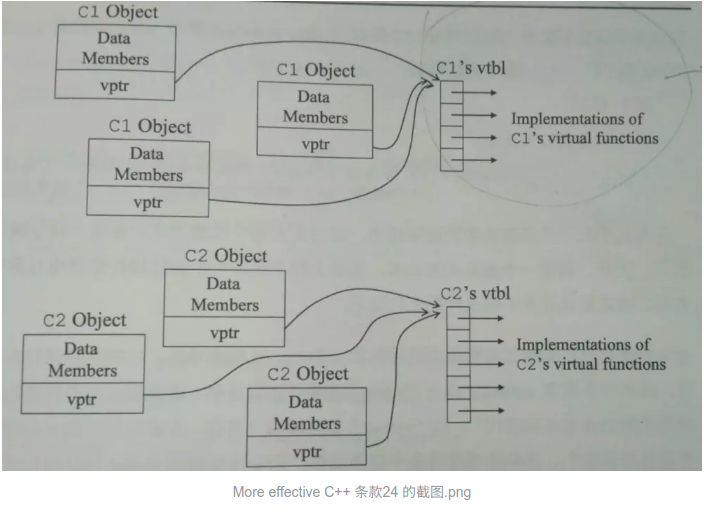 C1 Object
Data
Members
vptr
C1 Object
Data
Members
vptr
C1 Object
Data
Members
vptr
C1's vtbl
Implementations of
C1's virtual functions
C2 Object
Data
Members
vptr
C2 Object
Data
Members
vptr
C2 Object
Data
Members
vptr
C2's vtbl
Implementations of
C2's virtual functions
More effective C++ 条款24 的截图.png